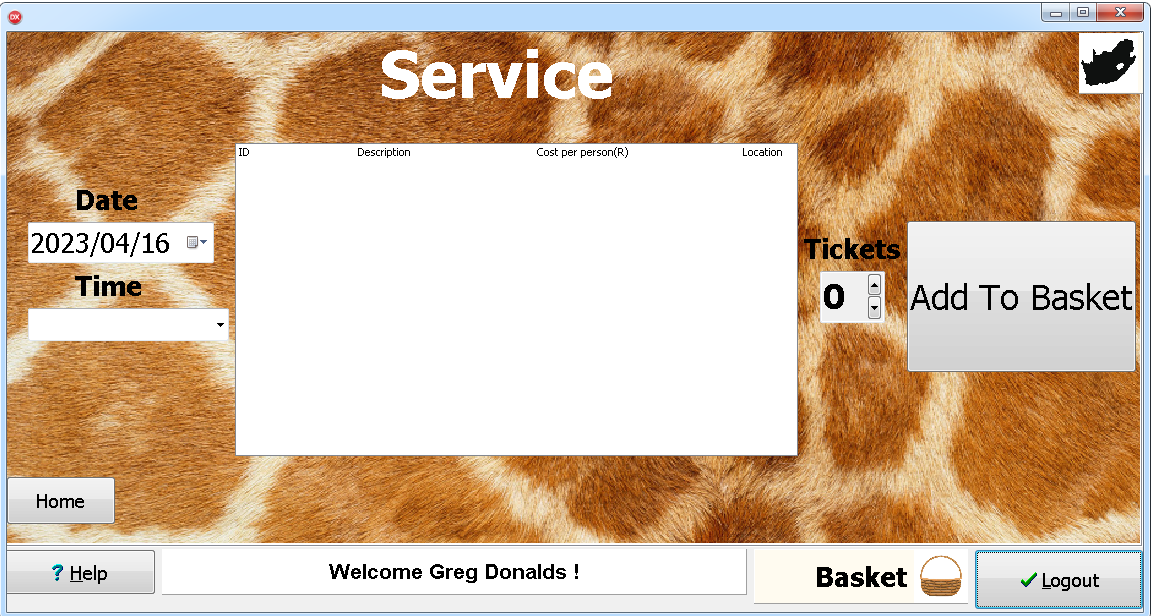 DX
Service
ID Description Cost per person(R) Location
Date
2023/04/16
Time
Tickets
0
Add To Basket
Home
? Help
Welcome Greg Donalds !
Basket
Logout